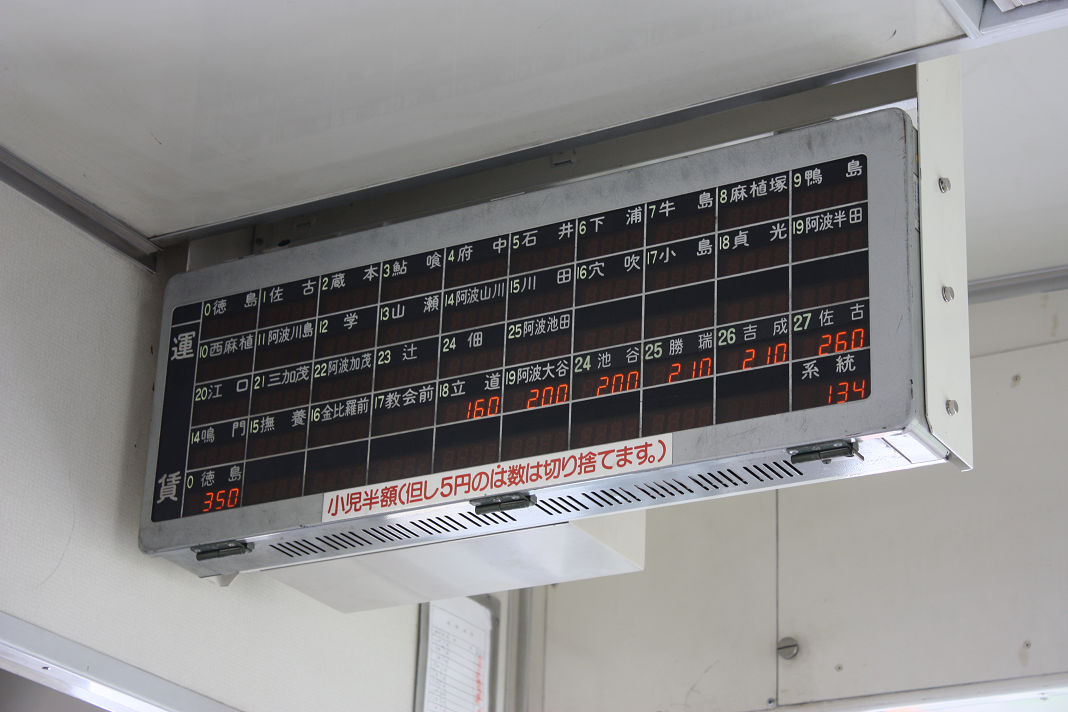 運賃
0徳島 1佐古 2蔵本 3鮎喰 4府中 5石井 6下浦 7牛島 8麻植塚 9鴨島
10西麻植 11阿波川島 12学 13山瀬 14阿波山川 15川田 16穴吹 17小島 18貞光 19阿波半田
20江口 21三加茂 22阿波加茂 23辻 24佃 25阿波池田
14鳴門 15撫養 16金比羅前 17教会前 18立道 160 19阿波大谷 200 24池谷 200 25勝瑞 210 26吉成 210 27佐古 260
0徳島 350 系統 134
小児半額(但し5円のは数は切り捨てます。)